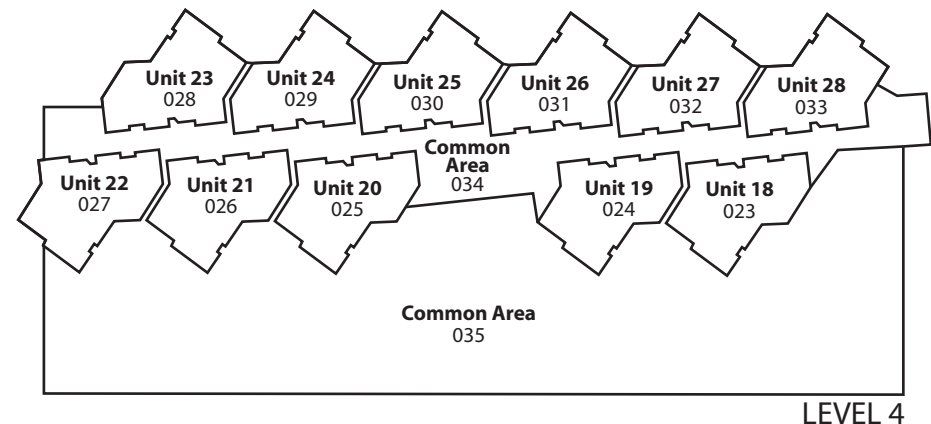 Unit 23
028
Unit 24
029
Unit 25
030
Unit 26
031
Unit 27
032
Unit 28
033
Common
Area
034
Unit 22
027
Unit 21
026
Unit 20
025
Unit 19
024
Unit 18
023
Common Area
035
LEVEL 4